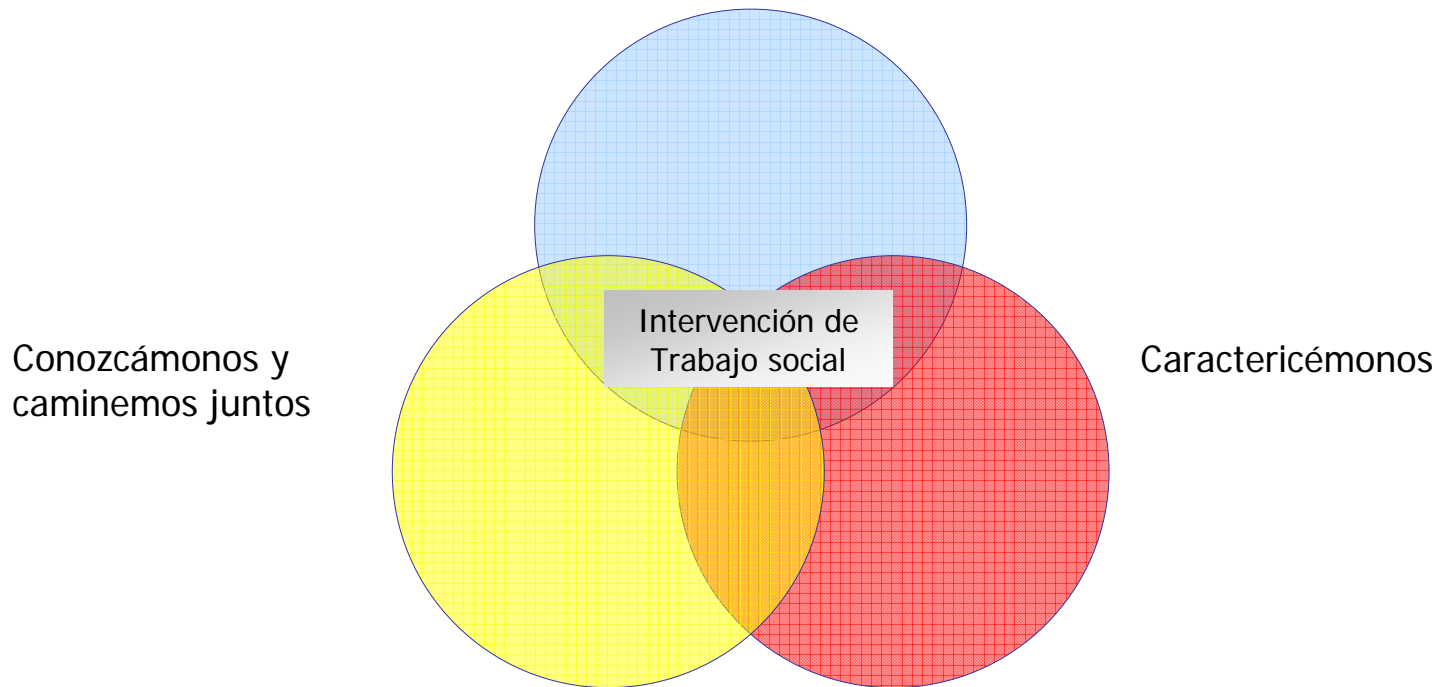 Intervención de
Trabajo social
Conozcámonos y
caminemos juntos
Caractericémonos